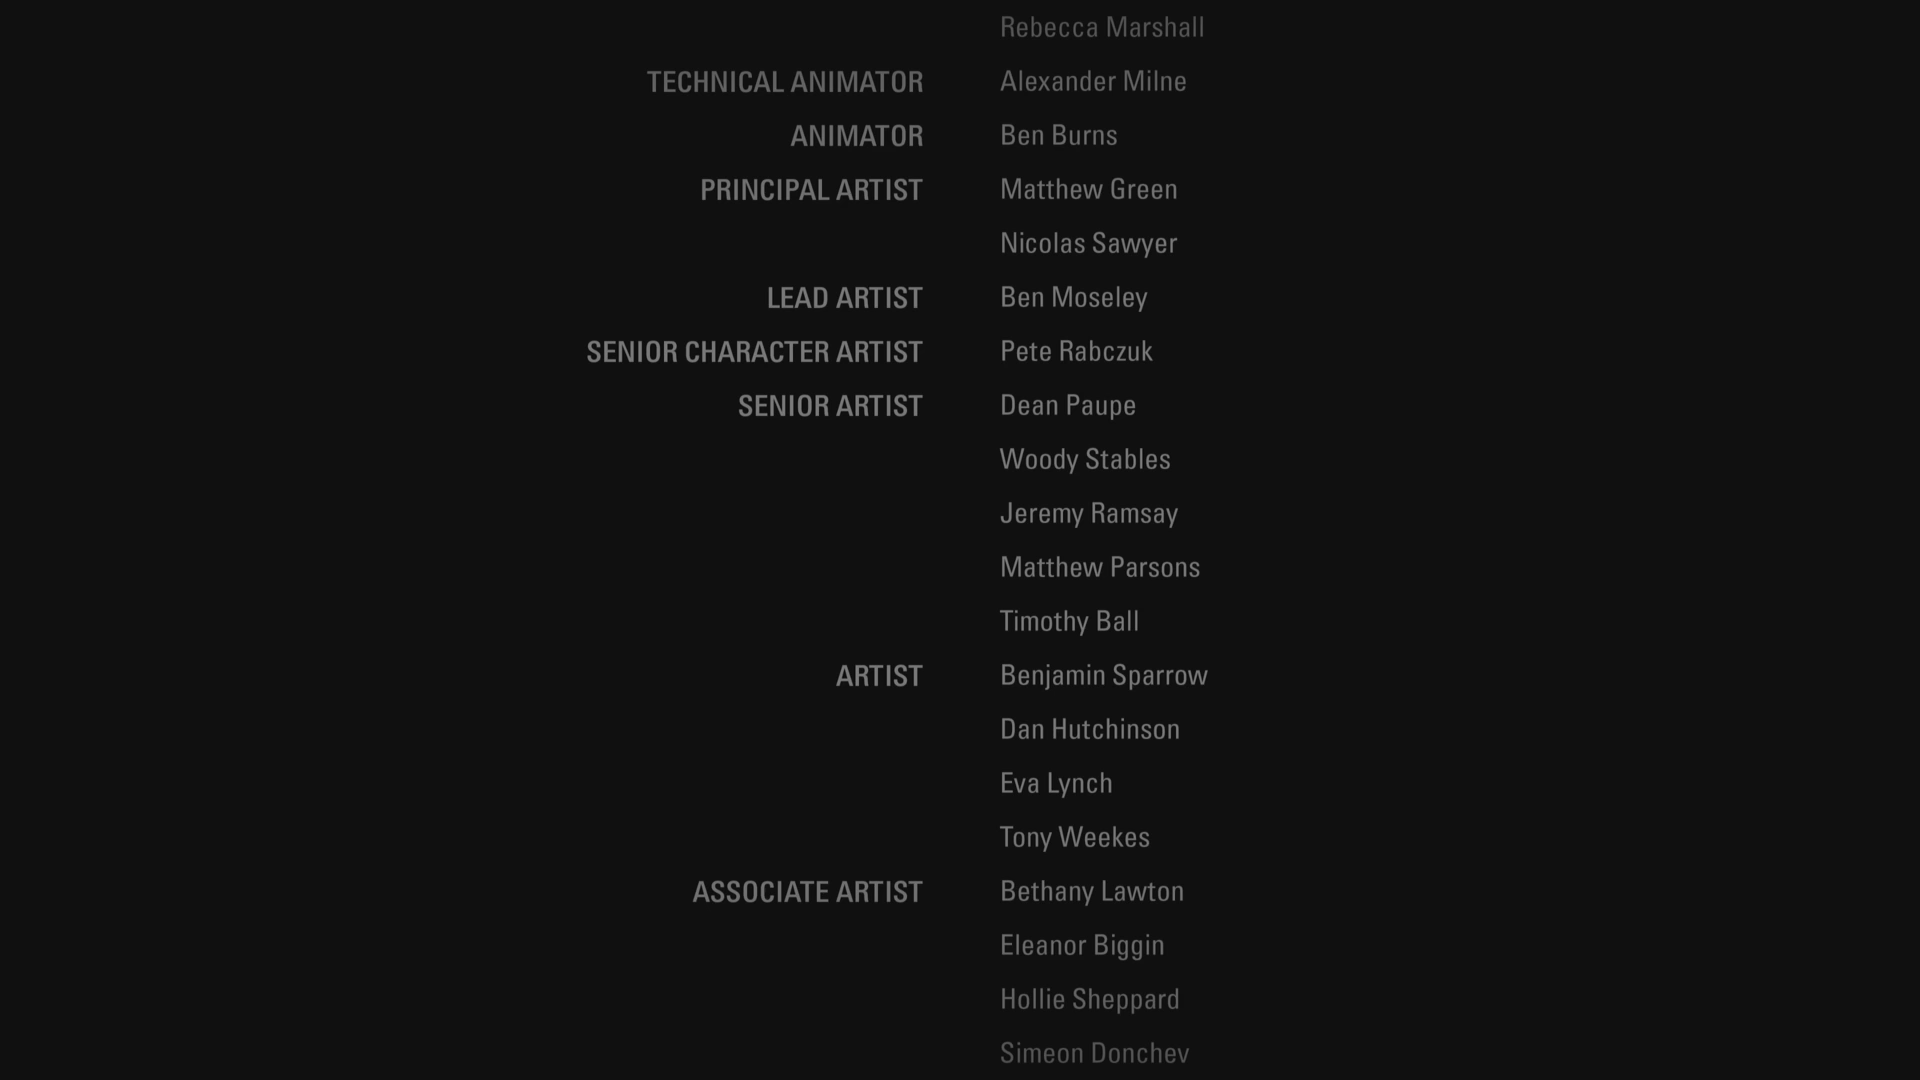 Rebecca Marshall
TECHNICAL ANIMATOR Alexander Milne
ANIMATOR Ben Burns
PRINCIPAL ARTIST Matthew Green
Nicolas Sawyer
LEAD ARTIST Ben Moseley
SENIOR CHARACTER ARTIST Pete Rabczuk
SENIOR ARTIST Dean Paupe
Woody Stables
Jeremy Ramsay
Matthew Parsons
Timothy Ball
ARTIST Benjamin Sparrow
Dan Hutchinson
Eva Lynch
Tony Weekes
ASSOCIATE ARTIST Bethany Lawton
Eleanor Biggin
Hollie Sheppard
Simeon Donchev